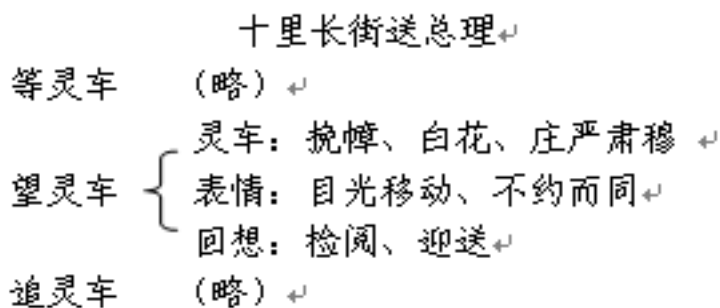 十里长街送总理
等灵车 （略）
灵车：挽幛、白花、庄严肃穆
望灵车 表情：目光移动、不约而同
回想：检阅、迎送
追灵车 （略）